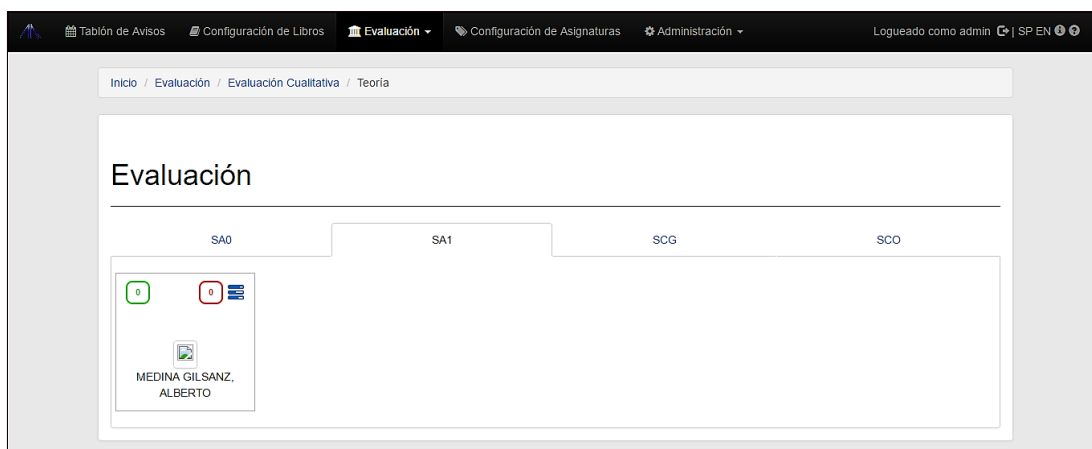 Tablón de Avisos Configuración de Libros Evaluación Configuración de Asignaturas Administración Logueado como admin | SP EN
Inicio / Evaluación / Evaluación Cualitativa / Teoría
Evaluación
SA0 SA1 SCG SCO
0 0
MEDINA GILSANZ,
ALBERTO